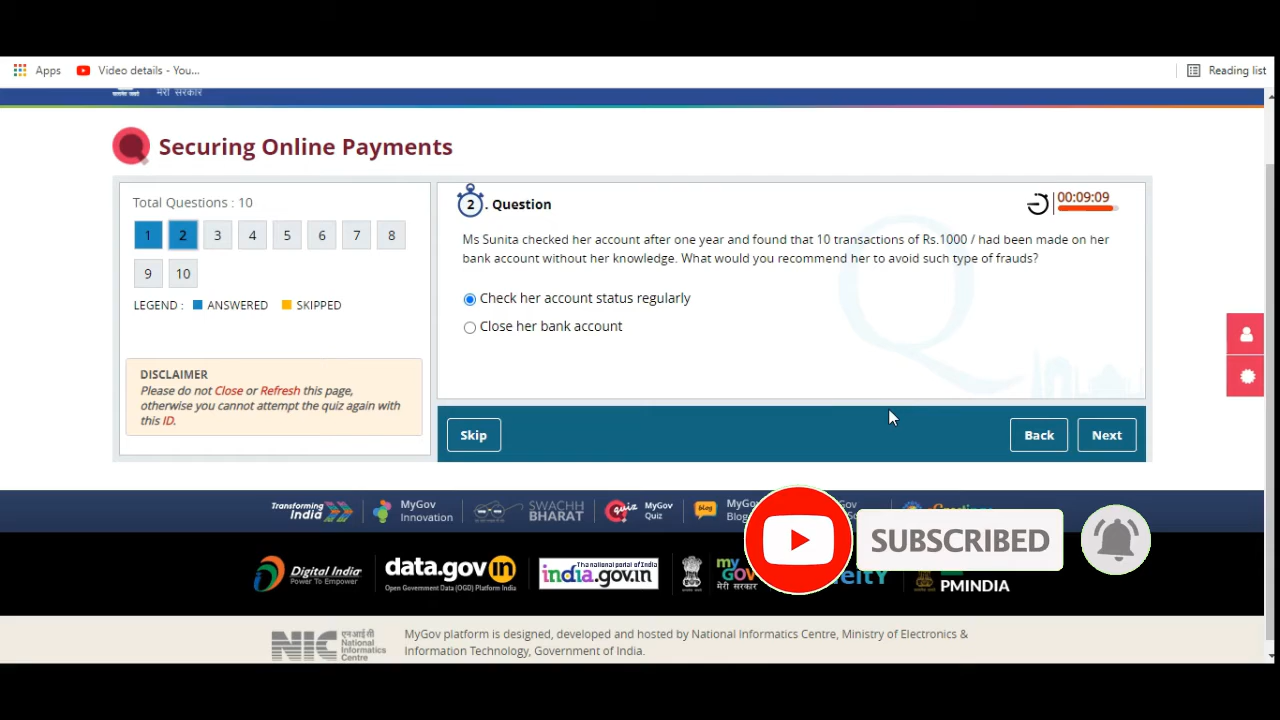 Apps
Video details - You...
Reading list
मेरी सरकार
Securing Online Payments
Total Questions : 10
1 2 3 4 5 6 7 8
9 10
LEGEND : ANSWERED SKIPPED
DISCLAIMER
Please do not Close or Refresh this page,
otherwise you cannot attempt the quiz again with
this ID.
2 . Question
00:09:09
Ms Sunita checked her account after one year and found that 10 transactions of Rs.1000 / had been made on her
bank account without her knowledge. What would you recommend her to avoid such type of frauds?
Check her account status regularly
Close her bank account
Skip
Back
Next
Transforming
India
MyGov
Innovation
SWACHH
BHARAT
quiz
MyGov
Quiz
blog
SUBSCRIBED
Digital India
Power To Empower
data.gov in
Open Government Data (OGD) Platform India
The national portal of India
india.gov.in
मेरी सरकार
PMINDIA
NIC
एनआईसी
National
Informatics
Centre
MyGov platform is designed, developed and hosted by National Informatics Centre, Ministry of Electronics &
Information Technology, Government of India.